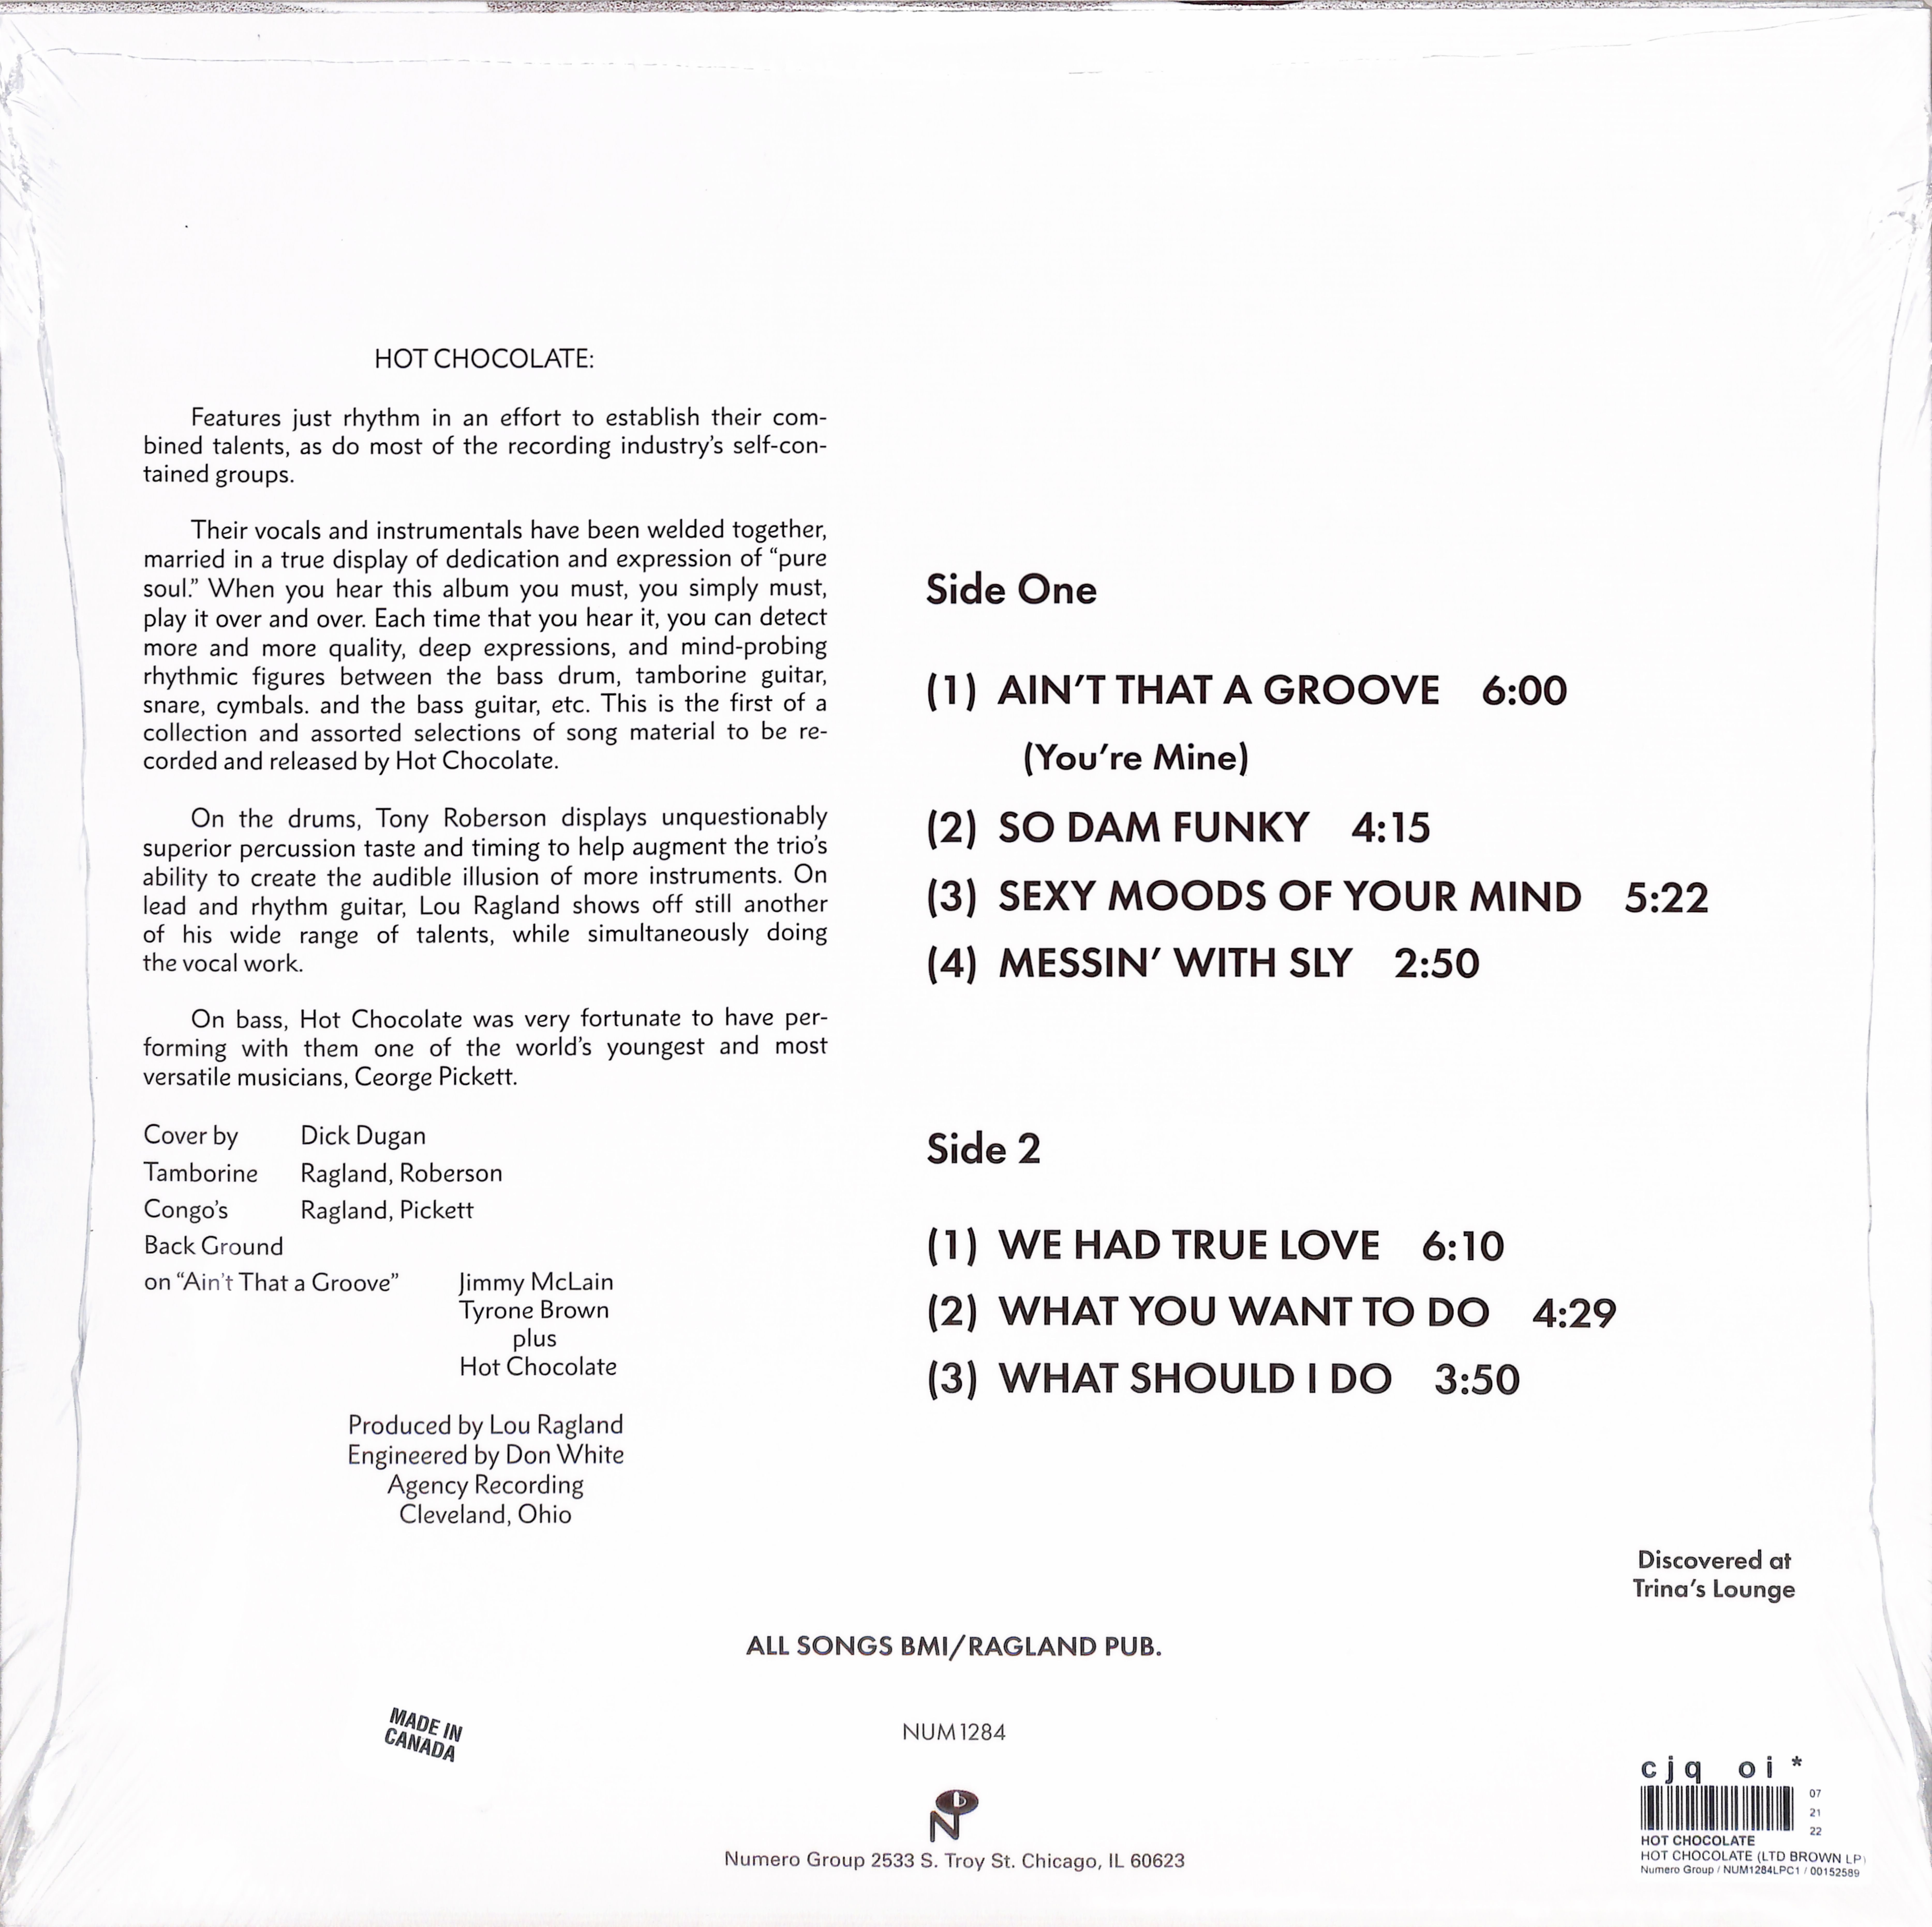 HOT CHOCOLATE:
Features just rhythm in an effort to establish their com-
bined talents, as do most of the recording industry's self-con-
tained groups.
Their vocals and instrumentals have been welded together,
married in a true display of dedication and expression of “pure
soul.” When you hear this album you must, you simply must,
play it over and over. Each time that you hear it, you can detect
more and more quality, deep expressions, and mind-probing
rhythmic figures between the bass drum, tamborine guitar,
snare, cymbals. and the bass guitar, etc. This is the first of a
collection and assorted selections of song material to be re-
corded and released by Hot Chocolate.
On the drums, Tony Roberson displays unquestionably
superior percussion taste and timing to help augment the trio's
ability to create the audible illusion of more instruments. On
lead and rhythm guitar, Lou Ragland shows off still another
of his wide range of talents, while simultaneously doing
the vocal work.
On bass, Hot Chocolate was very fortunate to have per-
forming with them one of the world's youngest and most
versatile musicians, Ceorge Pickett.
Cover by Dick Dugan
Tamborine Ragland, Roberson
Congo's Ragland, Pickett
Back Ground
on “Ain't That a Groove” Jimmy McLain
Tyrone Brown
plus
Hot Chocolate
Produced by Lou Ragland
Engineered by Don White
Agency Recording
Cleveland, Ohio
Side One
(1) AIN'T THAT A GROOVE 6:00
(You're Mine)
(2) SO DAM FUNKY 4:15
(3) SEXY MOODS OF YOUR MIND 5:22
(4) MESSIN' WITH SLY 2:50
Side 2
(1) WE HAD TRUE LOVE 6:10
(2) WHAT YOU WANT TO DO 4:29
(3) WHAT SHOULD I DO 3:50
Discovered at
Trina's Lounge
ALL SONGS BMI/RAGLAND PUB.
MADE IN
CANADA
NUM1284
N
Numero Group 2533 S. Troy St. Chicago, IL 60623
cjq oi *
07
21
22
HOT CHOCOLATE
HOT CHOCOLATE (LTD BROWN LP)
Numero Group / NUM1284LPC1 / 00152589